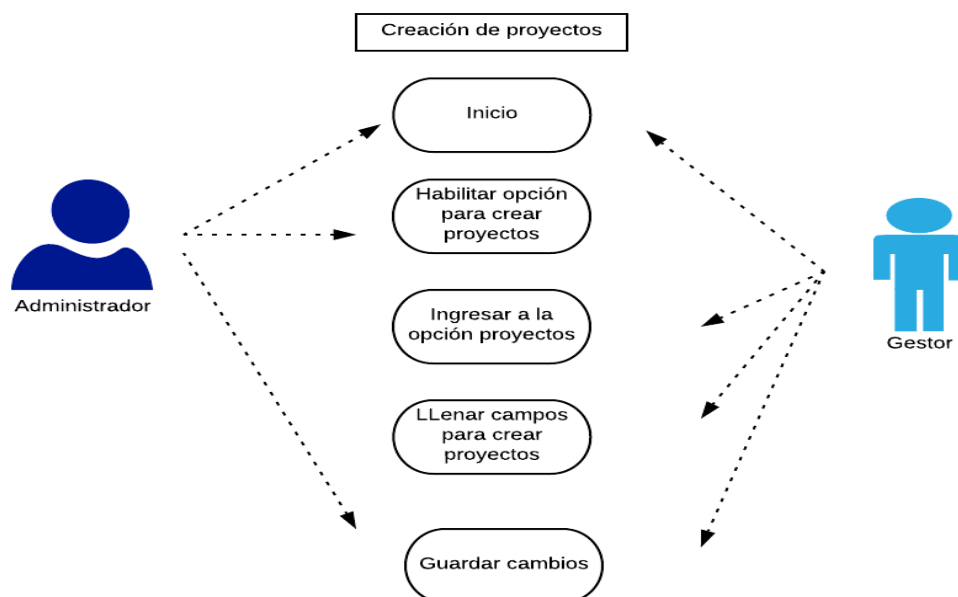 Creación de proyectos
Inicio
Habilitar opción
para crear
proyectos
Administrador
Ingresar a la
opción proyectos
Gestor
LLenar campos
para crear
proyectos
Guardar cambios